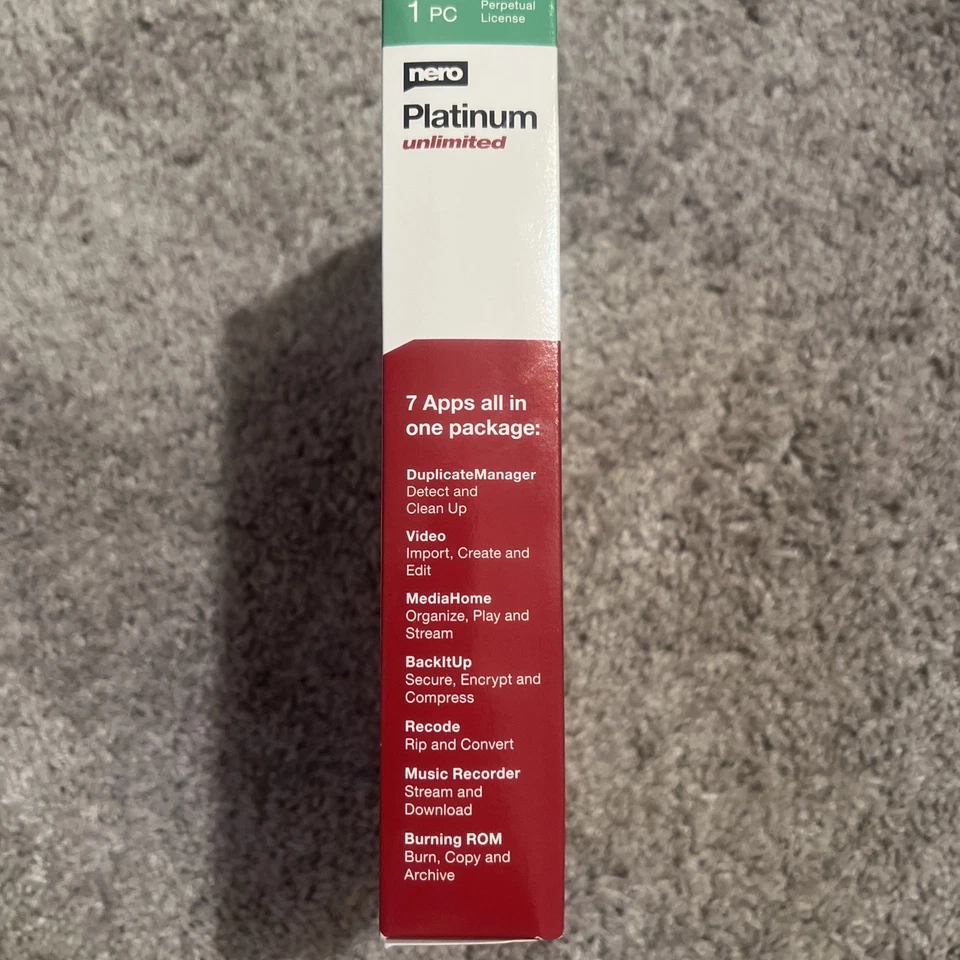 1 PC
Perpetual
License
nero
Platinum
unlimited
7 Apps all in
one package:
DuplicateManager
Detect and
Clean Up
Video
Import, Create and
Edit
MediaHome
Organize, Play and
Stream
BackItUp
Secure, Encrypt and
Compress
Recode
Rip and Convert
Music Recorder
Stream and
Download
Burning ROM
Burn, Copy and
Archive